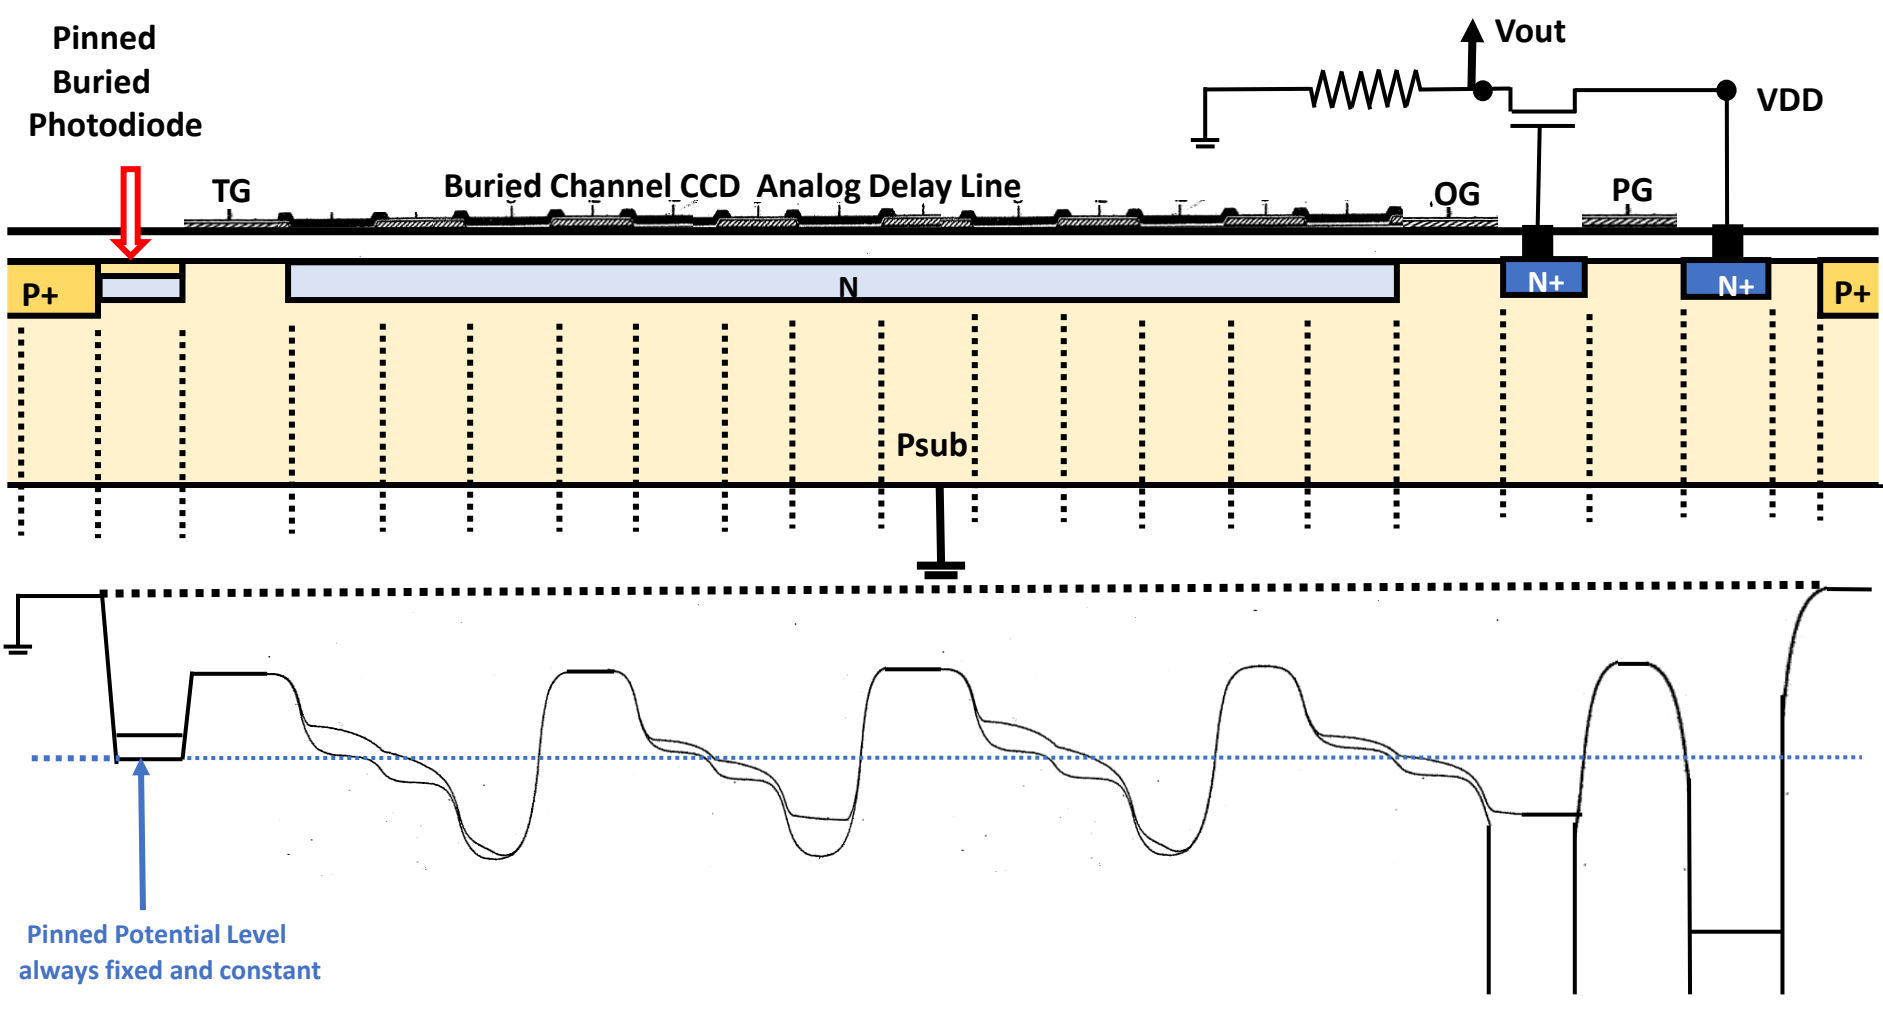 Pinned
Buried
Photodiode
Vout
VDD
TG
Buried Channel CCD Analog Delay Line
OG
PG
P+
N
N+
N+
P+
Psub
Pinned Potential Level
always fixed and constant